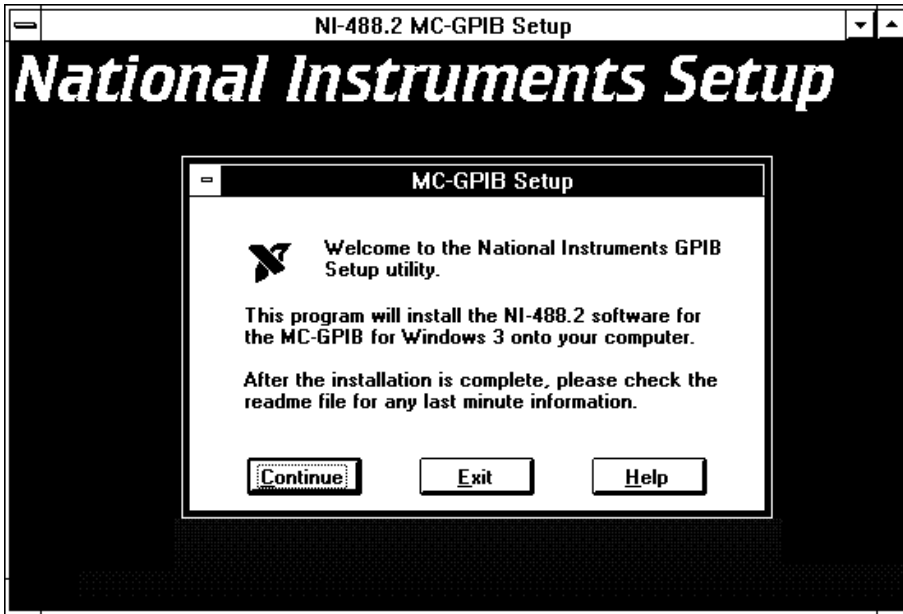 NI-488.2 MC-GPIB Setup
National Instruments Setup
MC-GPIB Setup
Welcome to the National Instruments GPIB
Setup utility.
This program will install the NI-488.2 software for
the MC-GPIB for Windows 3 onto your computer.
After the installation is complete, please check the
readme file for any last minute information.
Continue
Exit
Help